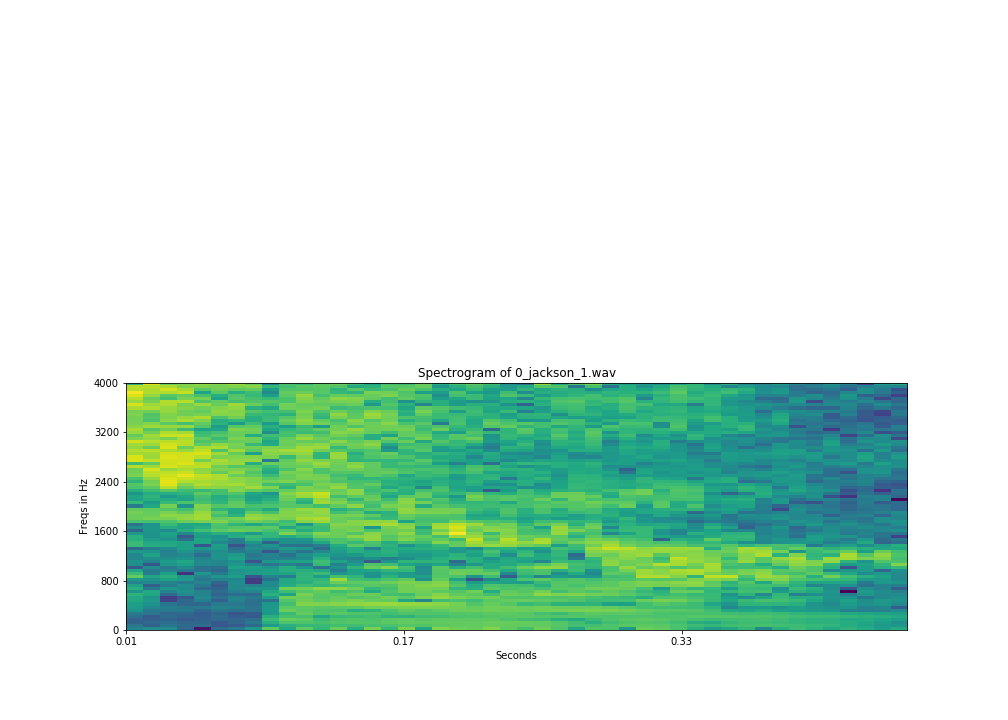 Spectrogram of 0_jackson_1.wav
4000
3200
2400
1600
800
0
Freqs in Hz
0.01 0.17 0.33
Seconds